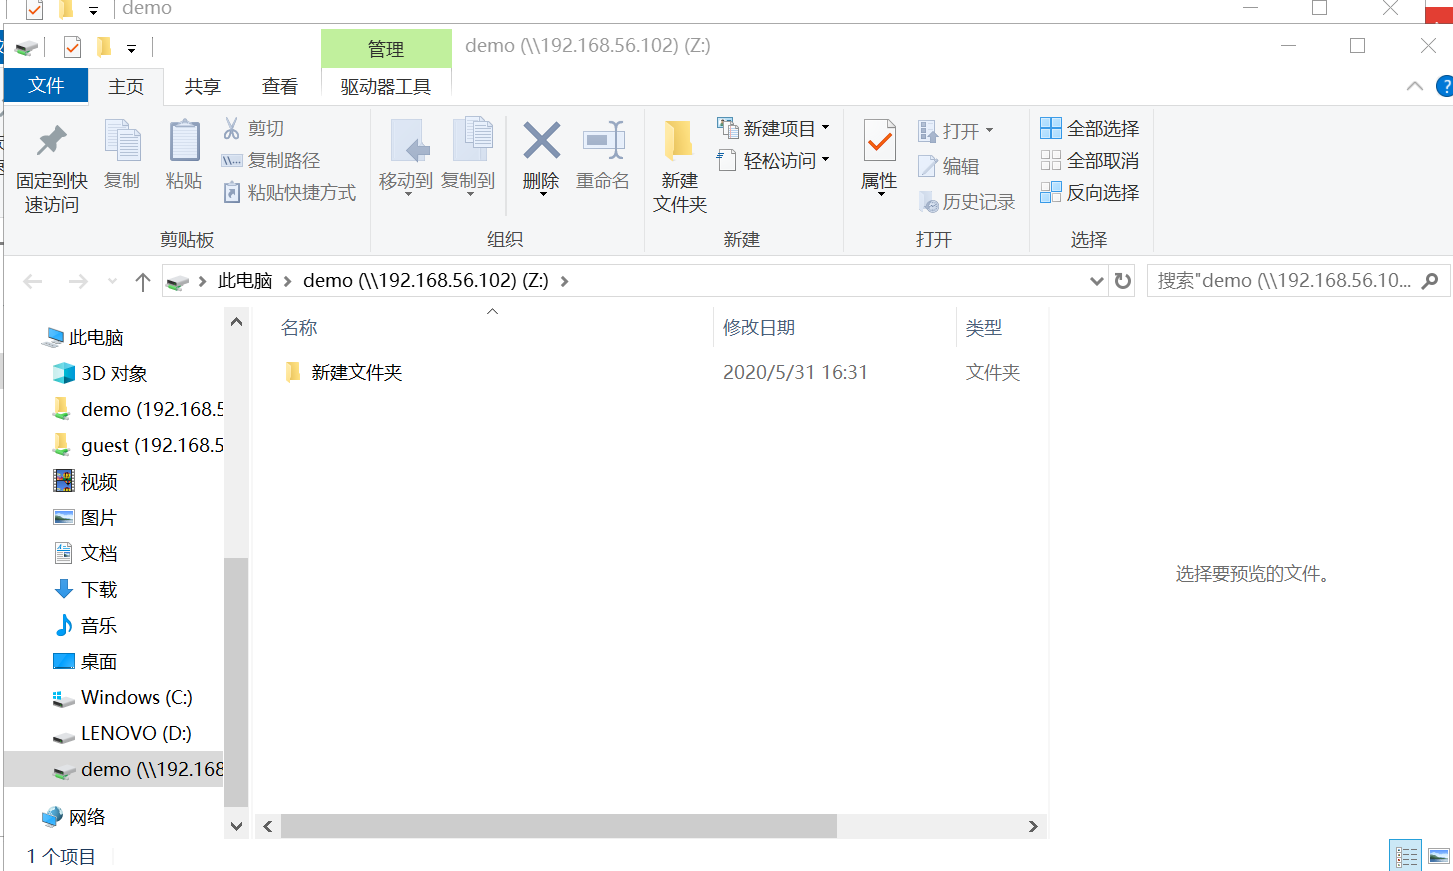 demo
管理
demo (\\192.168.56.102) (Z:)
文件
主页
共享
查看
驱动器工具
固定到快
速访问
复制
粘贴
剪切
复制路径
粘贴快捷方式
剪贴板
移动到
复制到
删除
重命名
组织
新建
文件夹
新建项目
轻松访问
新建
属性
打开
编辑
历史记录
打开
全部选择
全部取消
反向选择
选择
此电脑 demo (\\192.168.56.102) (Z:)
搜索"demo (\\192.168.56.10...
此电脑
3D 对象
demo (192.168.5
guest (192.168.5
视频
图片
文档
下载
音乐
桌面
Windows (C:)
LENOVO (D:)
demo (\\192.168
网络
名称 修改日期 类型
新建文件夹 2020/5/31 16:31 文件夹
选择要预览的文件。
1 个项目